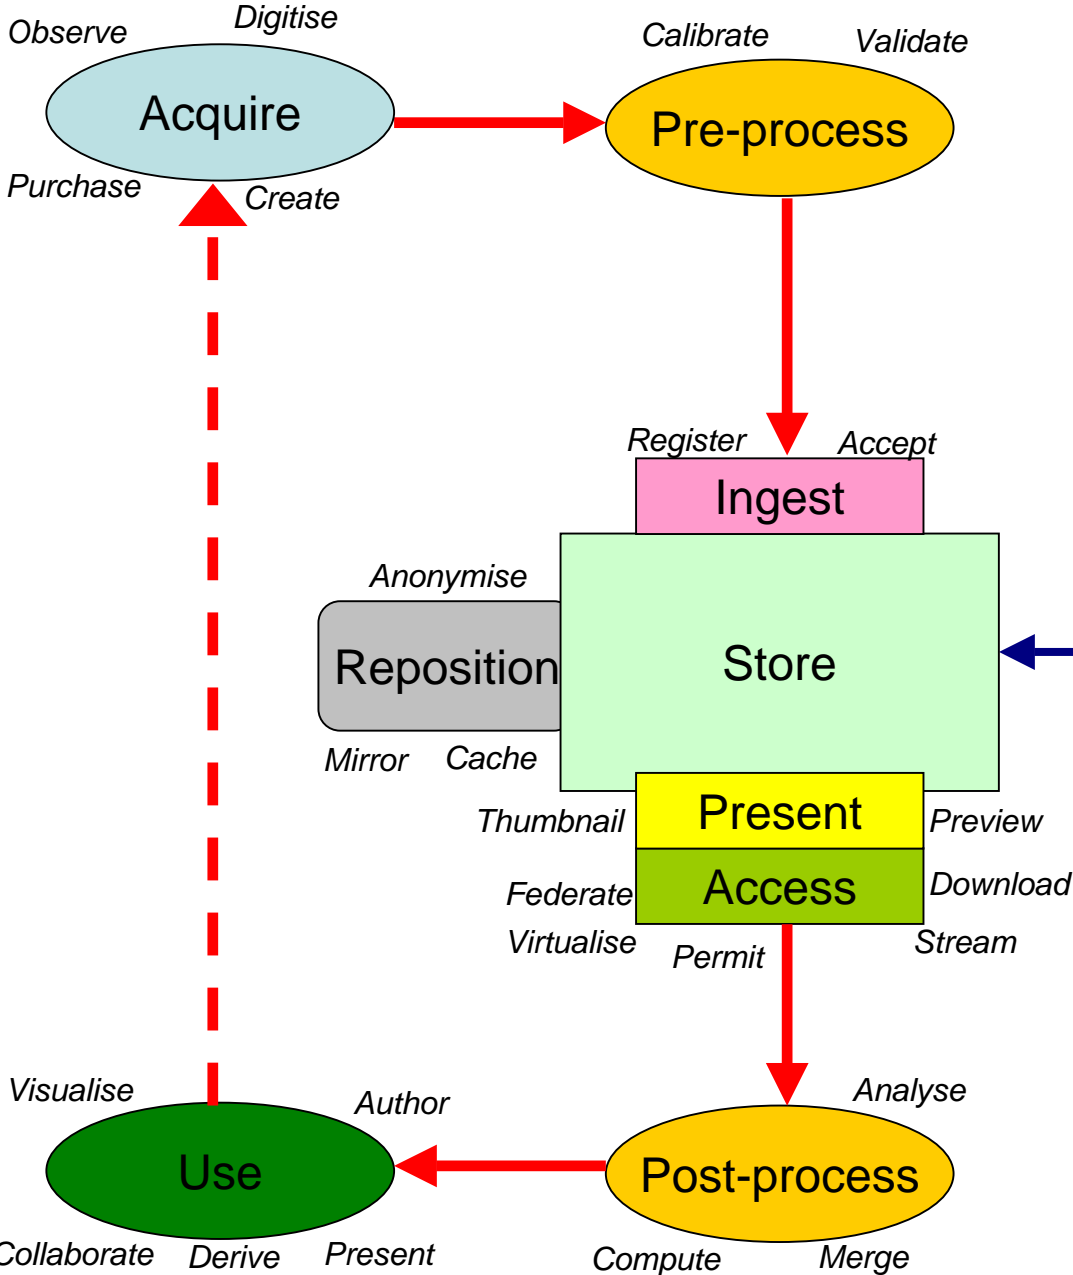 Observe
Digitise
Acquire
Purchase
Create
Calibrate
Validate
Pre-process
Register
Accept
Ingest
Anonymise
Reposition
Mirror
Cache
Store
Thumbnail
Present
Preview
Federate
Access
Download
Virtualise
Permit
Stream
Visualise
Author
Use
Collaborate
Derive
Present
Analyse
Post-process
Compute
Merge